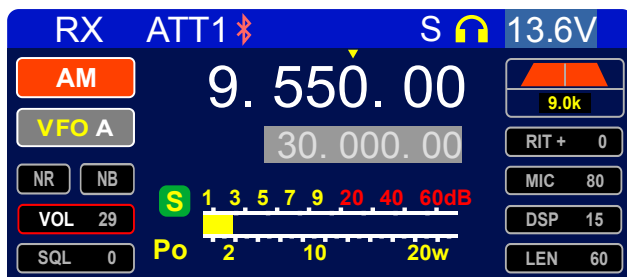 RX ATT1 S 13.6V
AM 9. 550. 00 9.0k
VFO A 30. 000. 00 RIT + 0
NR NB MIC 80
S 1 3 5 7 9 20 40 60dB
VOL 29 DSP 15
Po 2 10 20w
SQL 0 LEN 60